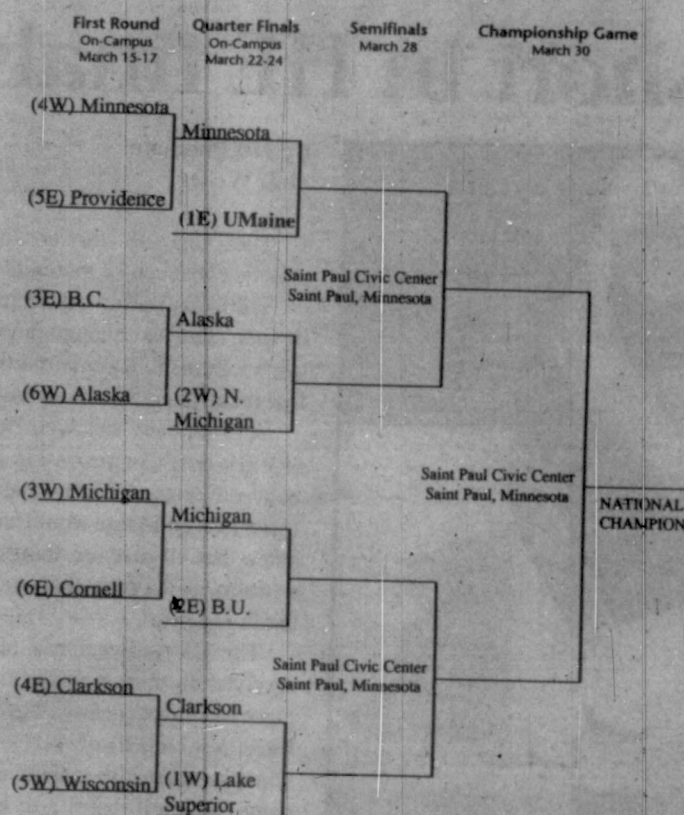 First Round
On-Campus
March 15-17
Quarter Finals
On-Campus
March 22-24
Semifinals
March 28
Championship Game
March 30
(4W) Minnesota
Minnesota
(5E) Providence
(1E) UMaine
Saint Paul Civic Center
Saint Paul, Minnesota
(3E) B.C.
Alaska
(6W) Alaska
(2W) N.
Michigan
Saint Paul Civic Center
Saint Paul, Minnesota
NATIONAL
CHAMPION
(3W) Michigan
Michigan
(6E) Cornell
(2E) B.U.
Saint Paul Civic Center
Saint Paul, Minnesota
(4E) Clarkson
Clarkson
(5W) Wisconsin
(1W) Lake
Superior